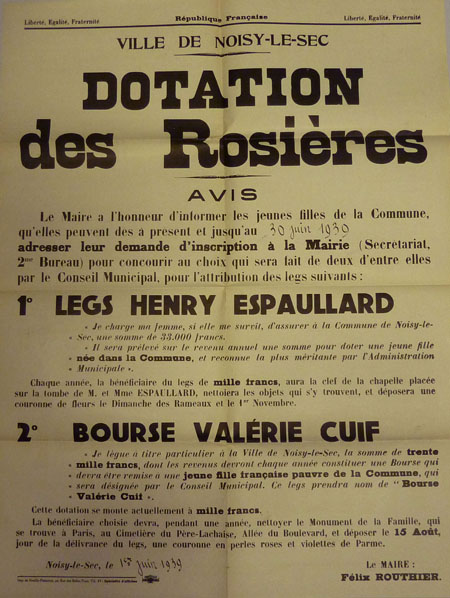 Liberté, Egalité, Fraternité République Française Liberté, Egalité, Fraternité
VILLE DE NOISY-LE-SEC
DOTATION
des Rosières
AVIS
Le Maire a l'honneur d'informer les jeunes filles de la Commune,
qu'elles peuvent des a present et jusqu'au 30 juin 1939
adresser leur demande d'inscription à la Mairie (Secretariat,
2me Bureau) pour concourir au choix qui sera fait de deux d'entre elles
par le Conseil Municipal, pour l'attribution des legs suivants :
1° LEGS HENRY ESPAULLARD
« Je charge ma femme, si elle me survit, d'assurer à la Commune de Noisy-le-
« Sec, une somme de 33.000 francs.
« Il sera prélevé sur le revenu annuel une somme pour doter une jeune fille
« née dans la Commune, et reconnue la plus méritante par l'Administration
« Municipale ».
Chaque année, la bénéficiaire du legs de mille francs, aura la clef de la chapelle placée
sur la tombe de M. et Mme ESPAULLARD, nettoiera les objets qui s'y trouvent, et déposera une
couronne de fleurs le Dimanche des Rameaux et le 1er Novembre.
2° BOURSE VALÉRIE CUIF
« Je lègue à titre particulier à la Ville de Noisy-le-Sec, la somme de trente
« mille francs, dont les revenus devront chaque année constituer une Bourse qui
« devra être remise a une jeune fille française pauvre de la Commune, qui
« sera désignée par le Conseil Municipal. Ce legs prendra nom de " Bourse
« Valérie Cuif ».
Cette dotation se monte actuellement à mille francs.
La bénéficiaire choisie devra, pendant une année, nettoyer le Monument de la Famille, qui
se trouve à Paris, au Cimetière du Père-Lachaise, Allée du Boulevard, et déposer le 15 Août,
jour de la délivrance du legs, une couronne en perles roses et violettes de Parme.
Noisy-le-Sec, le 1er juin 1939
LE MAIRE :
Félix ROUTHIER.